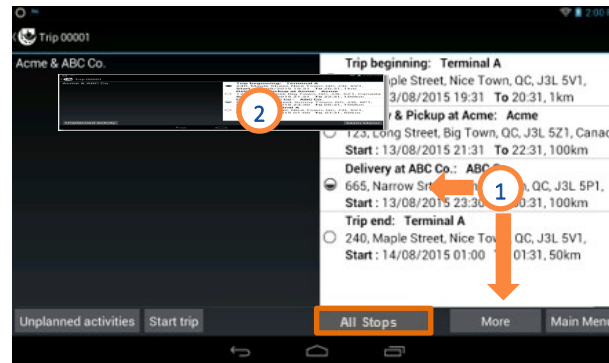 2:00
Trip 00001
Acme & ABC Co.
Trip beginning: Terminal A
ple Street, Nice Town, QC, J3L 5V1,
3/08/2015 19:31 To 20:31, 1km
& Pickup at Acme: Acme
123, Long Street, Big Town, QC, J3L 5Z1, Canad
Start : 13/08/2015 21:31 To 22:31, 100km
Delivery at ABC Co.: ABC
665, Narrow QC, J3L 5P1,
Start : 13/08/2015 23:30 0:31, 100km
Trip end: Terminal A
240, Maple Street, Nice To QC, J3L 5V1,
Start : 14/08/2015 01:00 01:31, 50km
2
1
Unplanned activities
Start trip
All Stops
More
Main Men